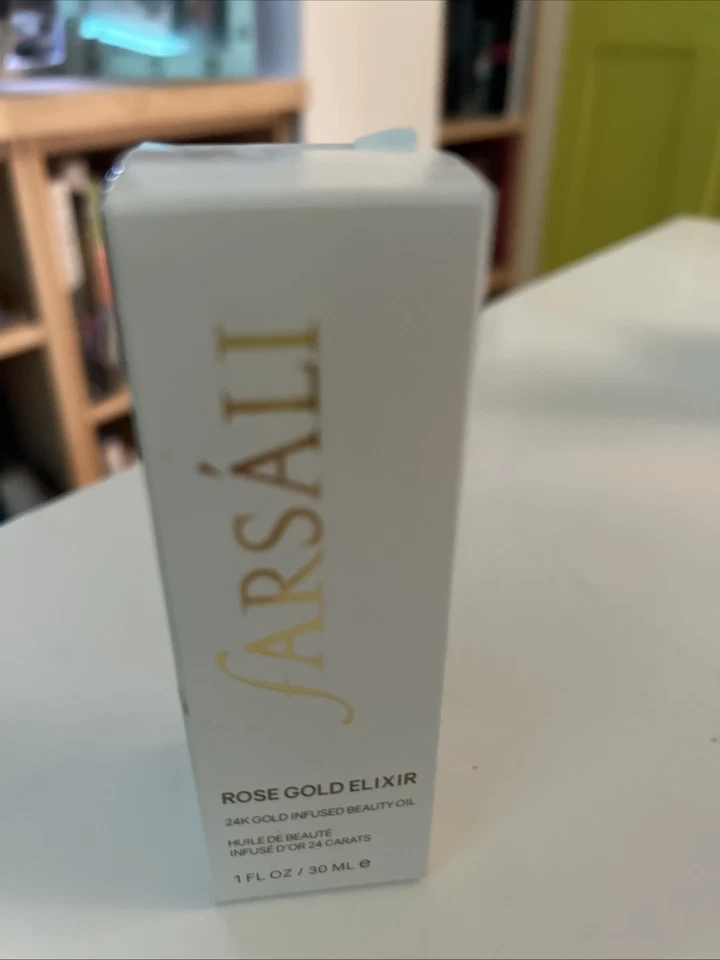 fARSÁLI
ROSE GOLD ELIXIR
24K GOLD INFUSED BEAUTY OIL
HUILE DE BEAUTÉ
INFUSÉ D'OR 24 CARATS
1 FL OZ / 30 ML ℮